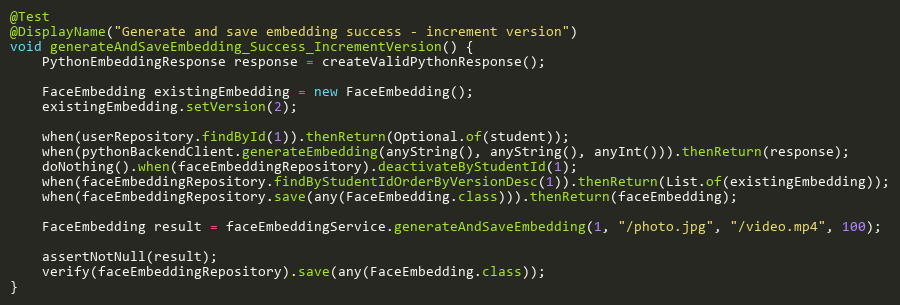 @Test
@DisplayName("Generate and save embedding success - increment version")
void generateAndSaveEmbedding_Success_IncrementVersion() {
    PythonEmbeddingResponse response = createValidPythonResponse();

    FaceEmbedding existingEmbedding = new FaceEmbedding();
    existingEmbedding.setVersion(2);

    when(userRepository.findById(1)).thenReturn(Optional.of(student));
    when(pythonBackendClient.generateEmbedding(anyString(), anyString(), anyInt())).thenReturn(response);
    doNothing().when(faceEmbeddingRepository).deactivateByStudentId(1);
    when(faceEmbeddingRepository.findByStudentIdOrderByVersionDesc(1)).thenReturn(List.of(existingEmbedding));
    when(faceEmbeddingRepository.save(any(FaceEmbedding.class))).thenReturn(faceEmbedding);

    FaceEmbedding result = faceEmbeddingService.generateAndSaveEmbedding(1, "/photo.jpg", "/video.mp4", 100);

    assertNotNull(result);
    verify(faceEmbeddingRepository).save(any(FaceEmbedding.class));
}